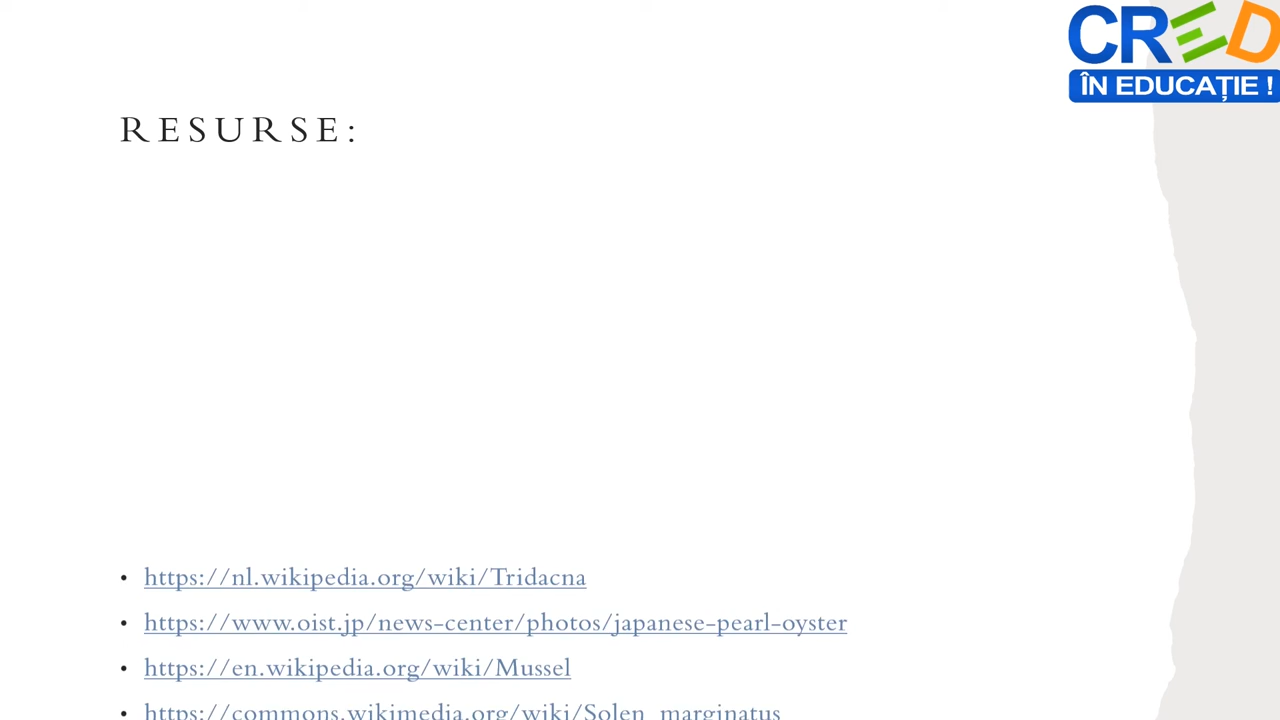 CRED
ÎN EDUCAȚIE !
RESURSE:
• https://nl.wikipedia.org/wiki/Tridacna
• https://www.oist.jp/news-center/photos/japanese-pearl-oyster
• https://en.wikipedia.org/wiki/Mussel
• https://commons.wikimedia.org/wiki/Solen_marginatus